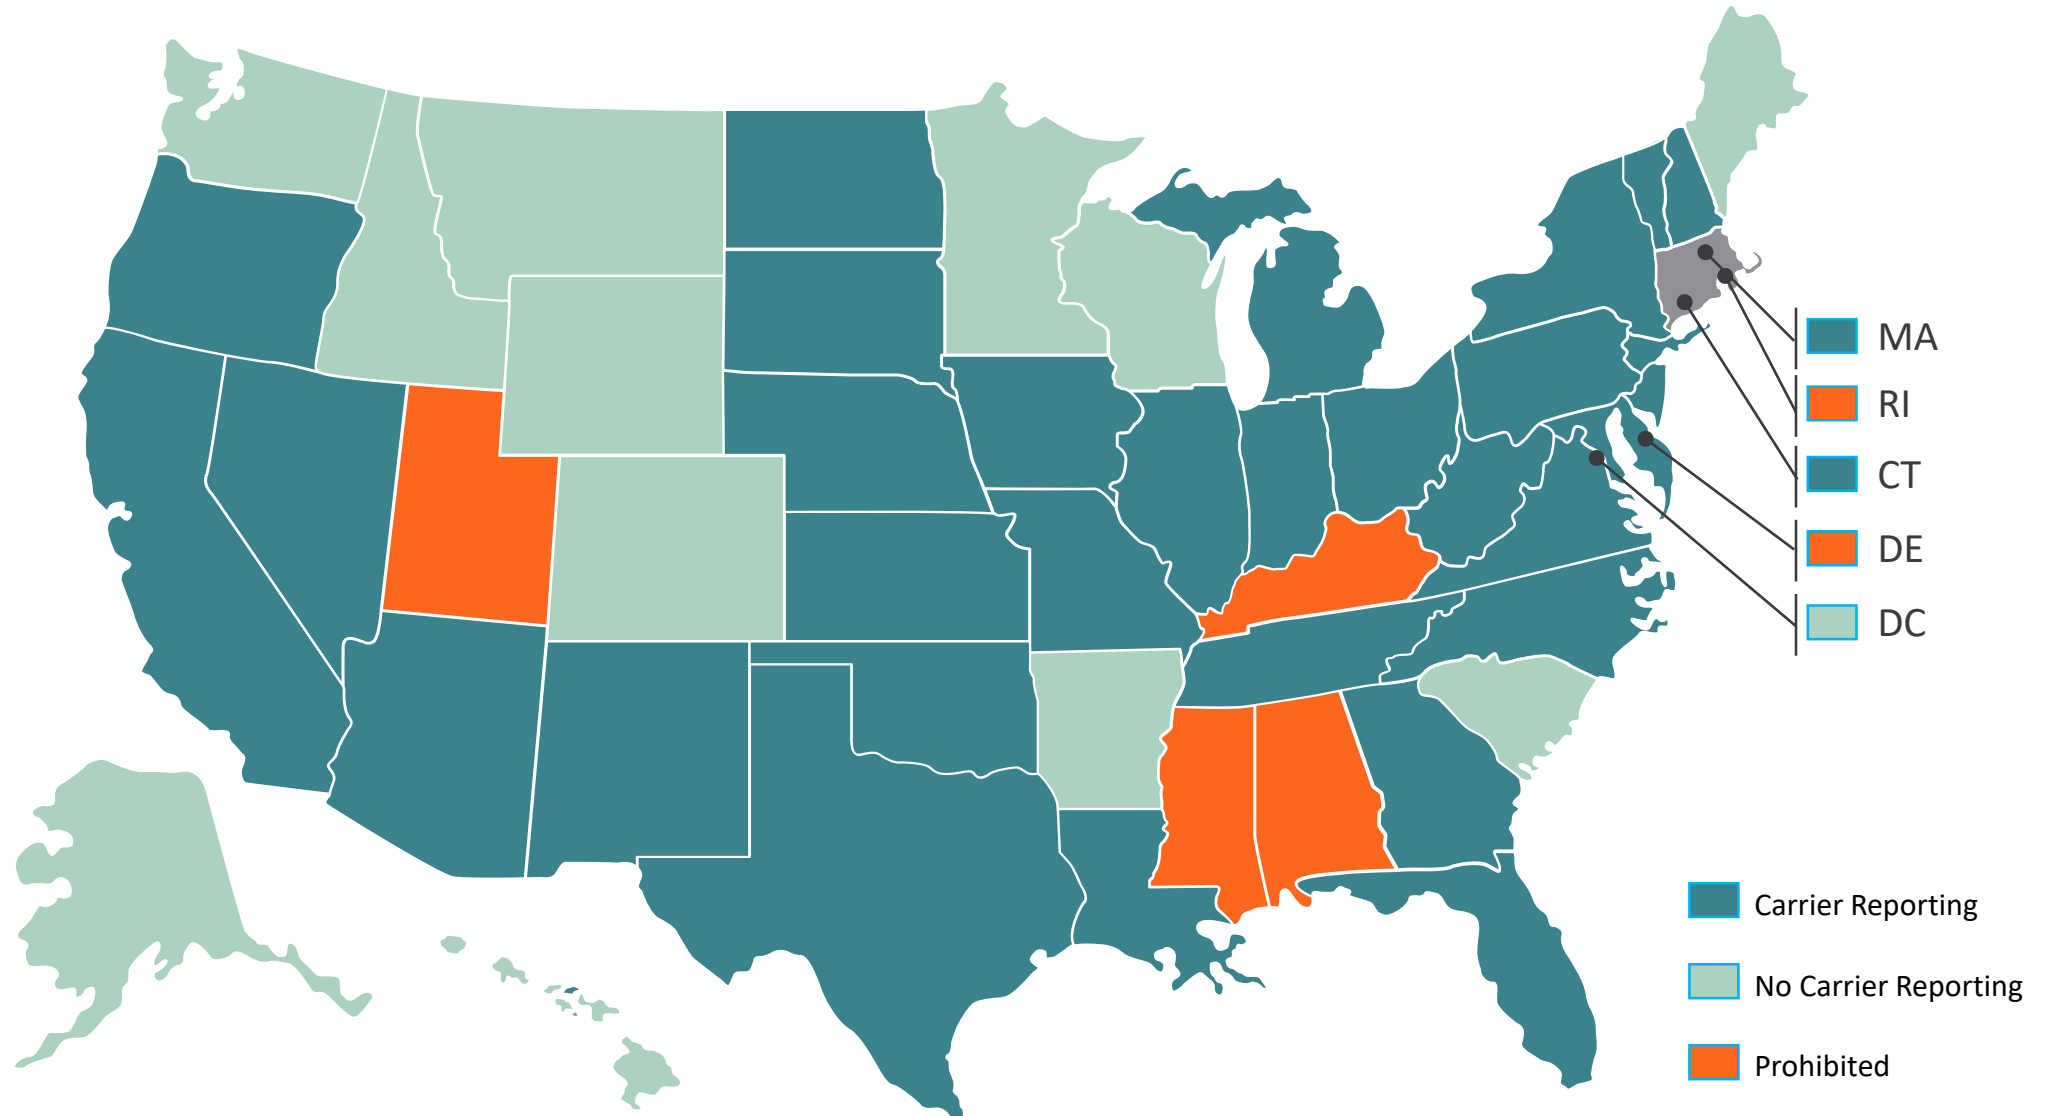 MA
RI
CT
DE
DC
Carrier Reporting
No Carrier Reporting
Prohibited